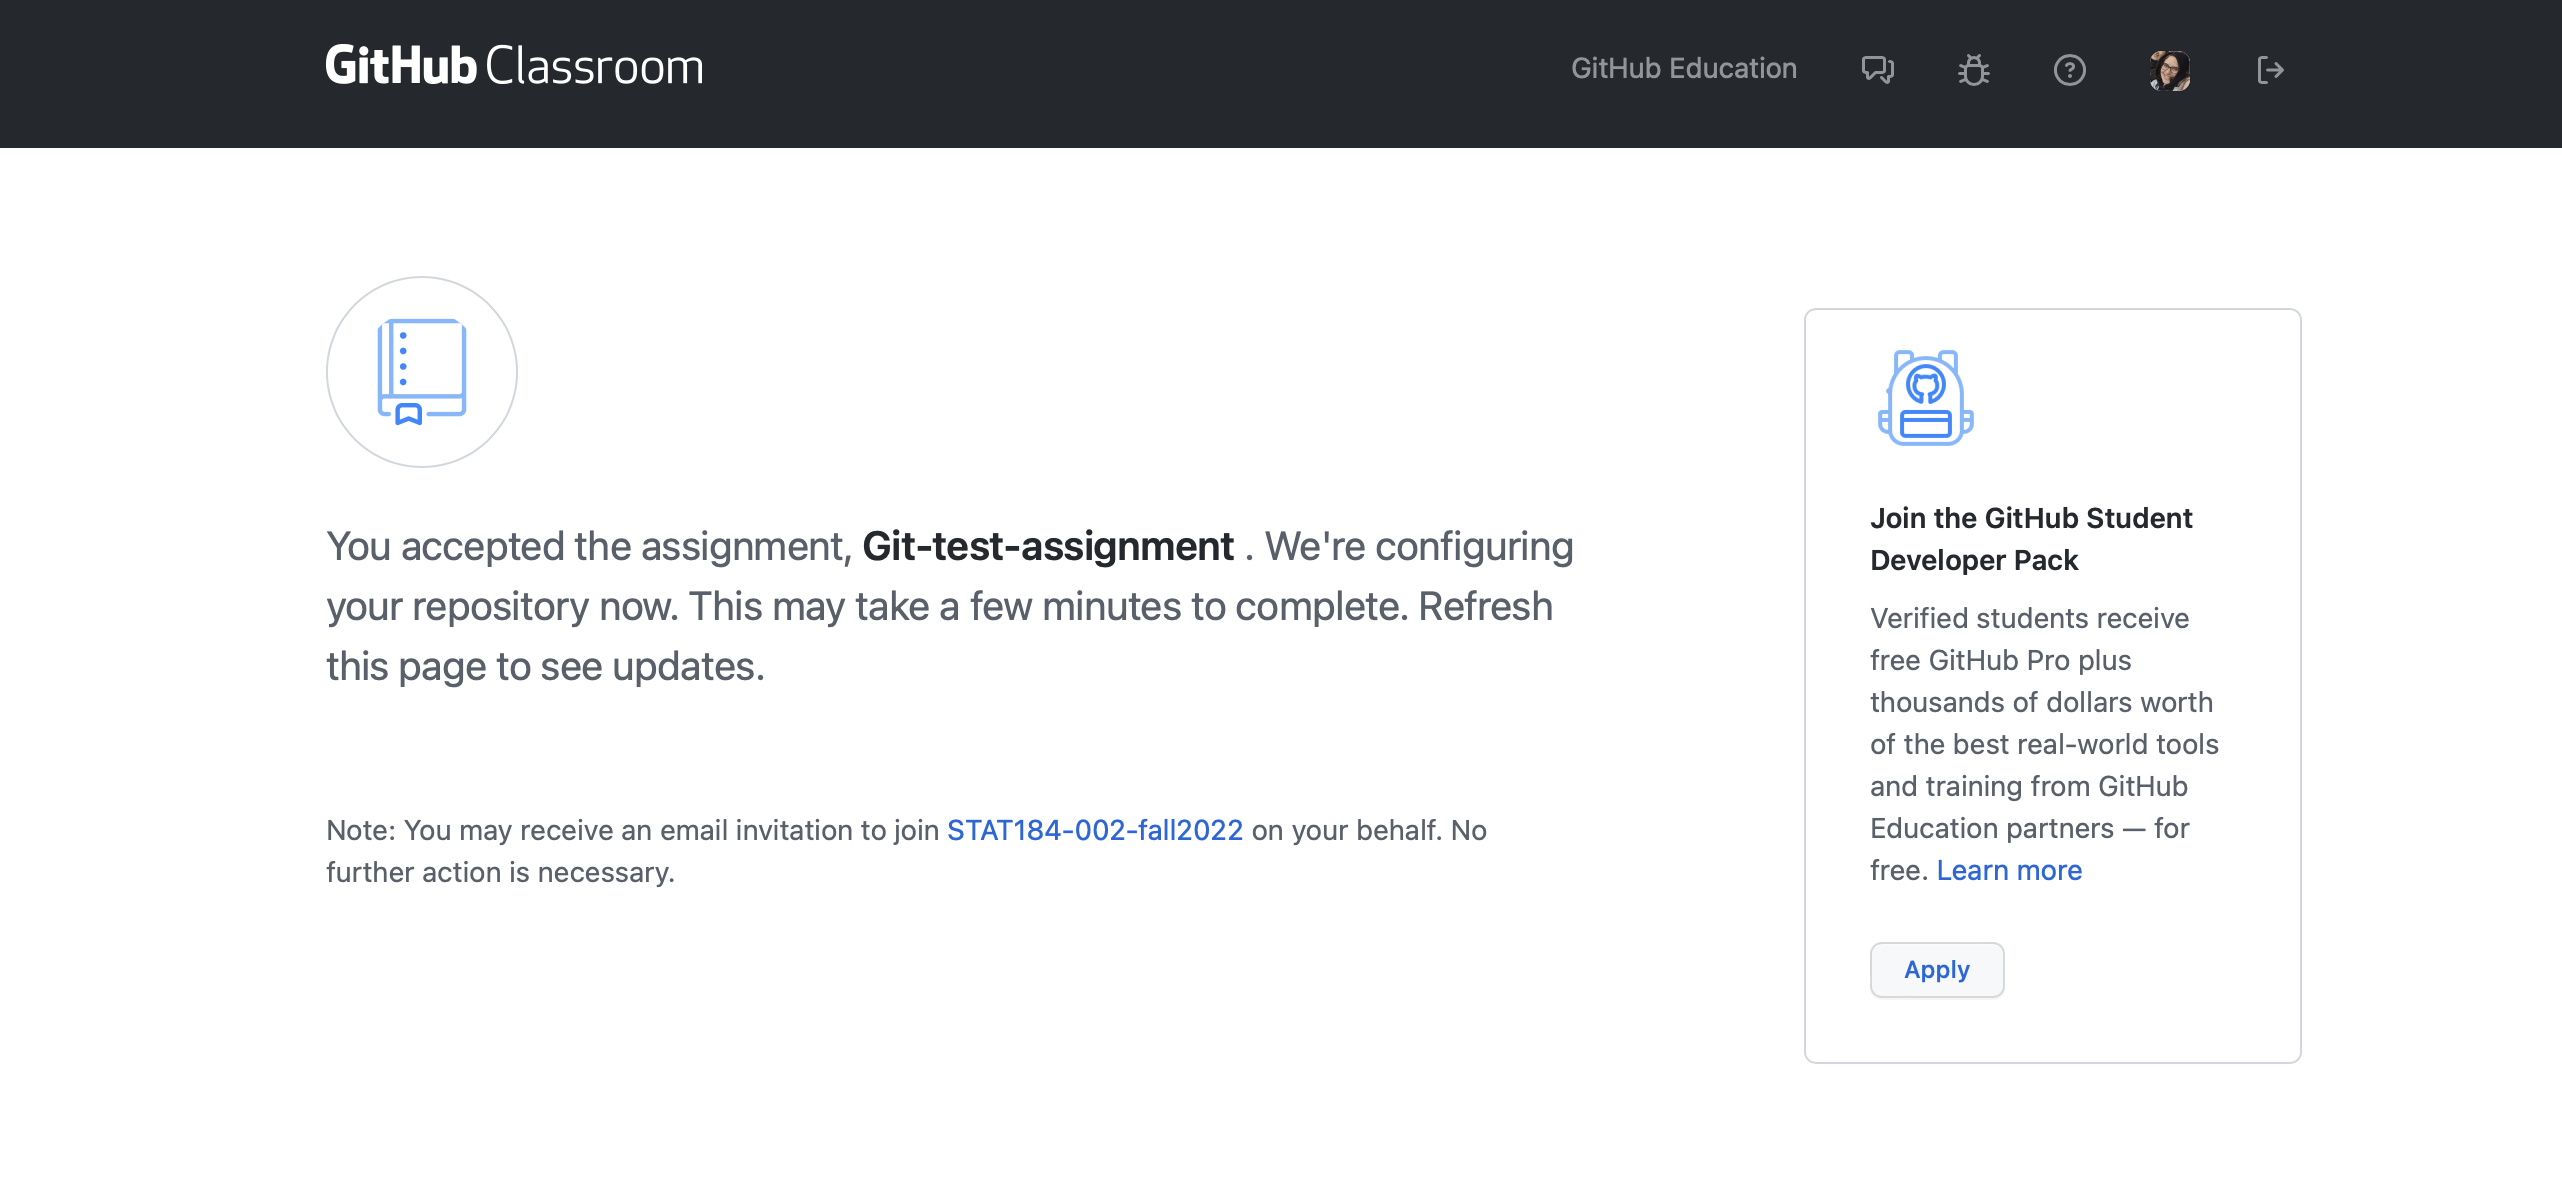 GitHub Classroom
GitHub Education
You accepted the assignment, Git-test-assignment . We're configuring
your repository now. This may take a few minutes to complete. Refresh
this page to see updates.
Note: You may receive an email invitation to join STAT184-002-fall2022 on your behalf. No
further action is necessary.
Join the GitHub Student
Developer Pack
Verified students receive
free GitHub Pro plus
thousands of dollars worth
of the best real-world tools
and training from GitHub
Education partners — for
free. Learn more
Apply